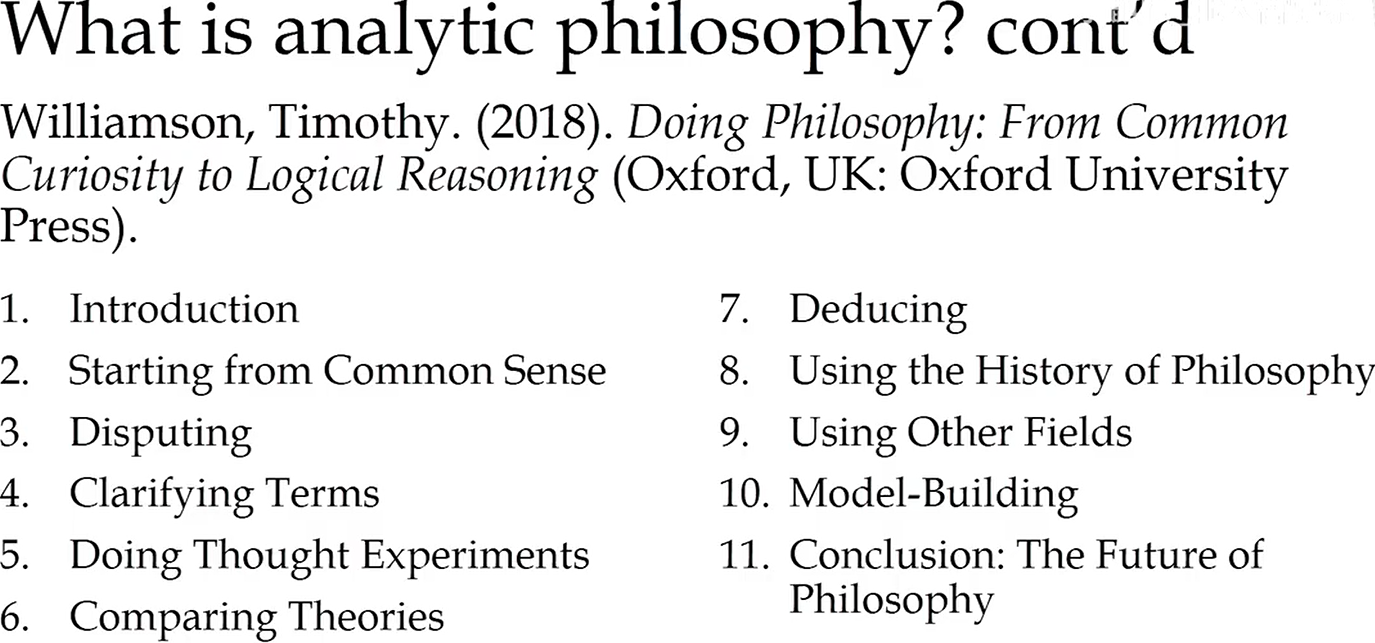 What is analytic philosophy? cont’d
Williamson, Timothy. (2018). Doing Philosophy: From Common
Curiosity to Logical Reasoning (Oxford, UK: Oxford University
Press).
1. Introduction
2. Starting from Common Sense
3. Disputing
4. Clarifying Terms
5. Doing Thought Experiments
6. Comparing Theories
7. Deducing
8. Using the History of Philosophy
9. Using Other Fields
10. Model-Building
11. Conclusion: The Future of
Philosophy